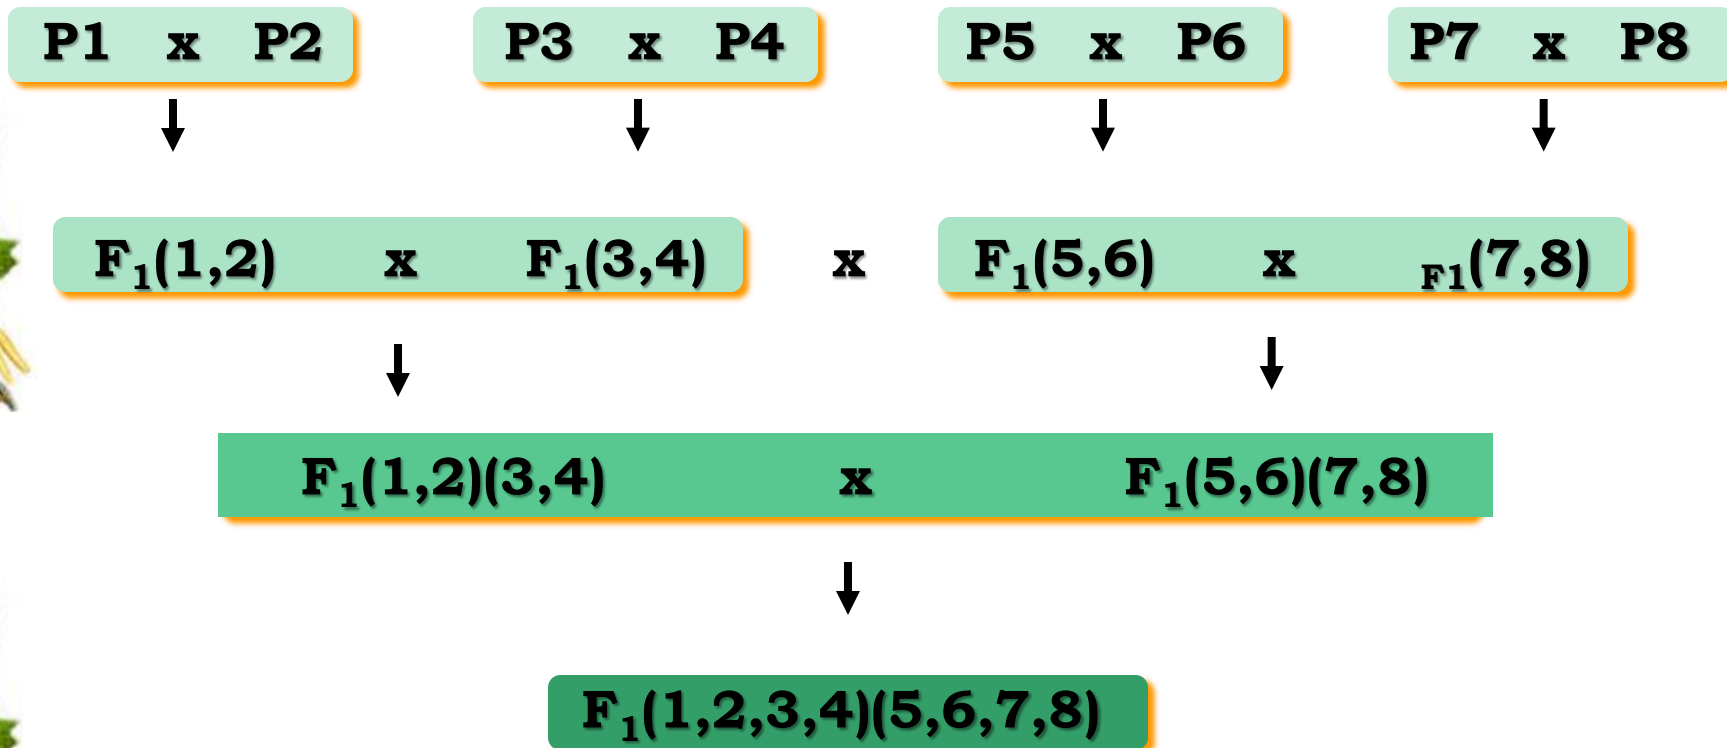 P1 x P2 P3 x P4 P5 x P6 P7 x P8
F₁(1,2) x F₁(3,4) x F₁(5,6) x F1(7,8)
F₁(1,2)(3,4) x F₁(5,6)(7,8)
F₁(1,2,3,4)(5,6,7,8)